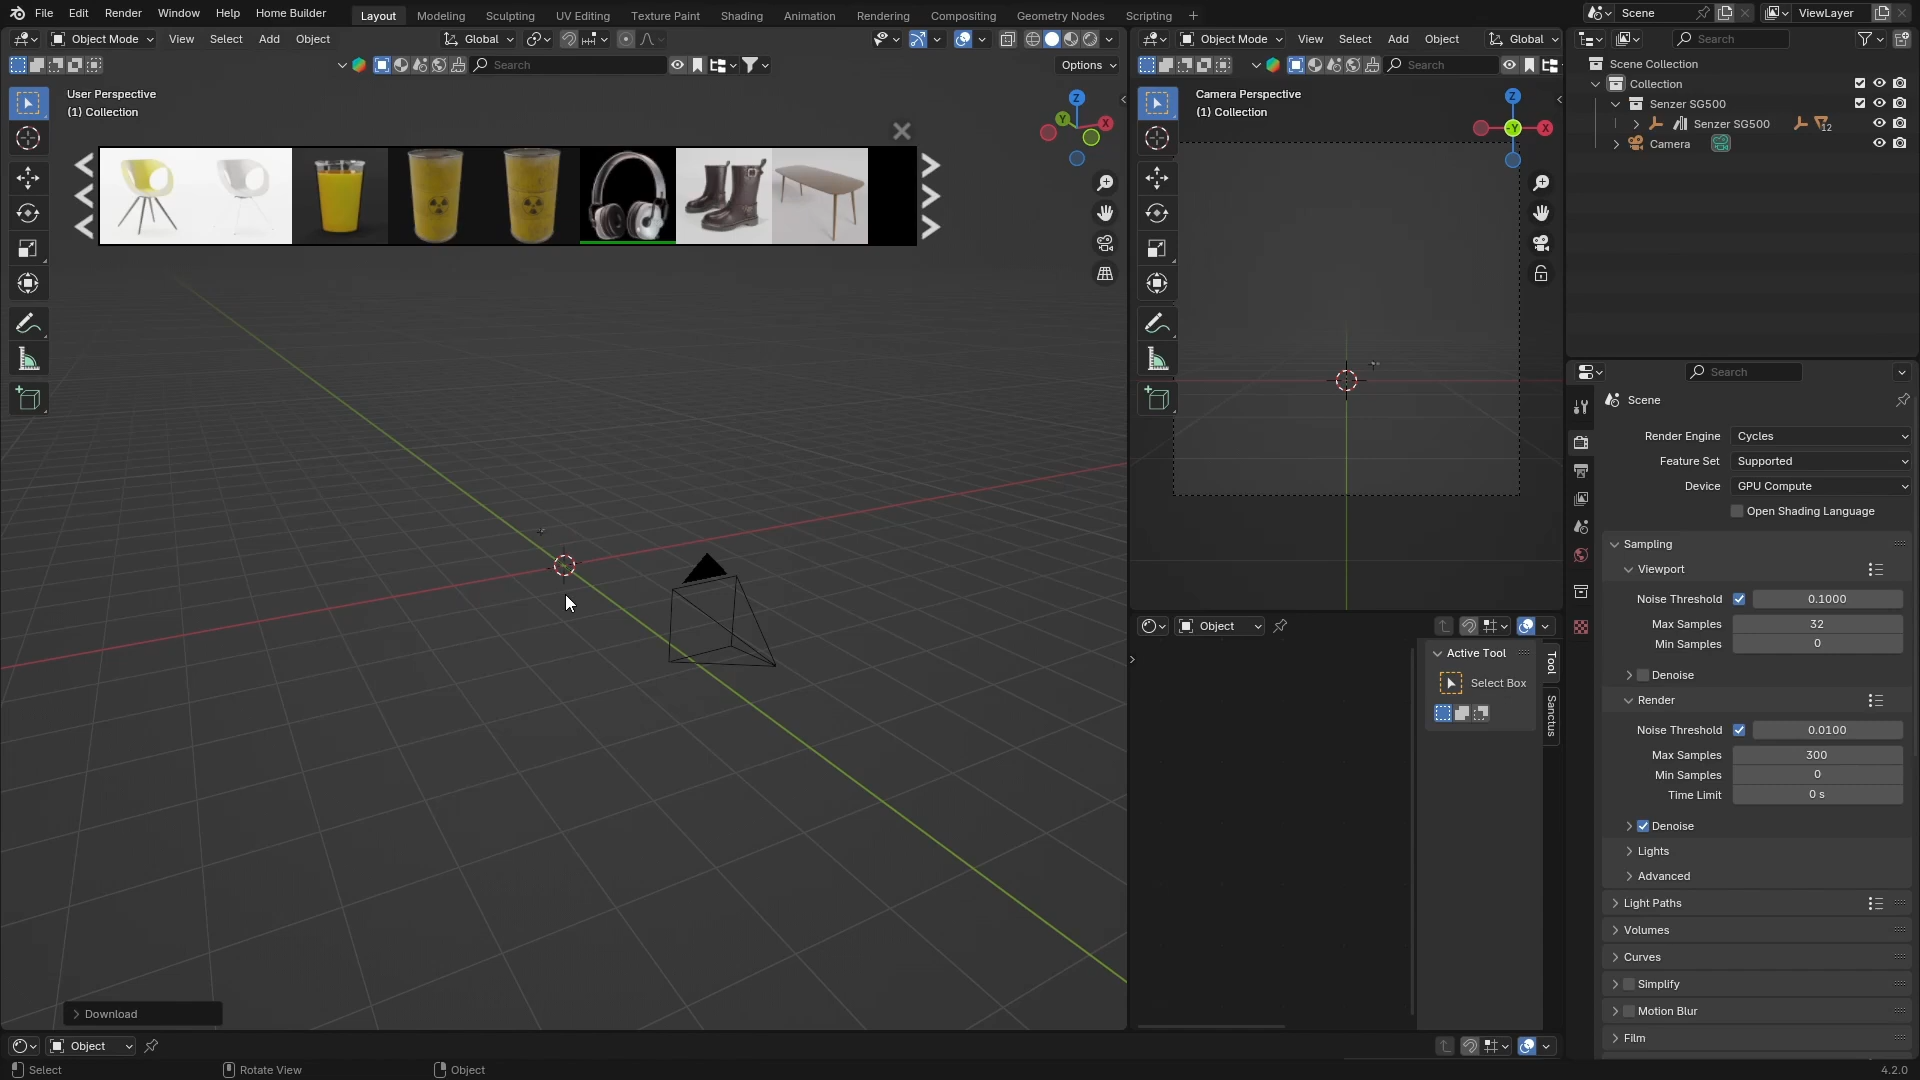 File Edit Render Window Help Home Builder Layout Modeling Sculpting UV Editing Texture Paint Shading Animation Rendering Compositing Geometry Nodes Scripting
Scene ViewLayer
Object Mode View Select Add Object Global
Object Mode View Select Add Object Global
Search
Search
Options
Search
User Perspective
(1) Collection
Z
Y
X
Camera Perspective
(1) Collection
Z
-Y
X
Scene Collection
Collection
Senzer SG500
Senzer SG500
12
Camera
Search
Scene
Render Engine Cycles
Feature Set Supported
Device GPU Compute
Open Shading Language
Sampling
Viewport
Noise Threshold 0.1000
Max Samples 32
Min Samples 0
Denoise
Render
Noise Threshold 0.0100
Max Samples 300
Min Samples 0
Time Limit 0 s
Denoise
Lights
Advanced
Light Paths
Volumes
Curves
Simplify
Motion Blur
Film
Object
Active Tool
Select Box
Tool
Sanctus
Download
Object
Select Rotate View Object
4.2.0